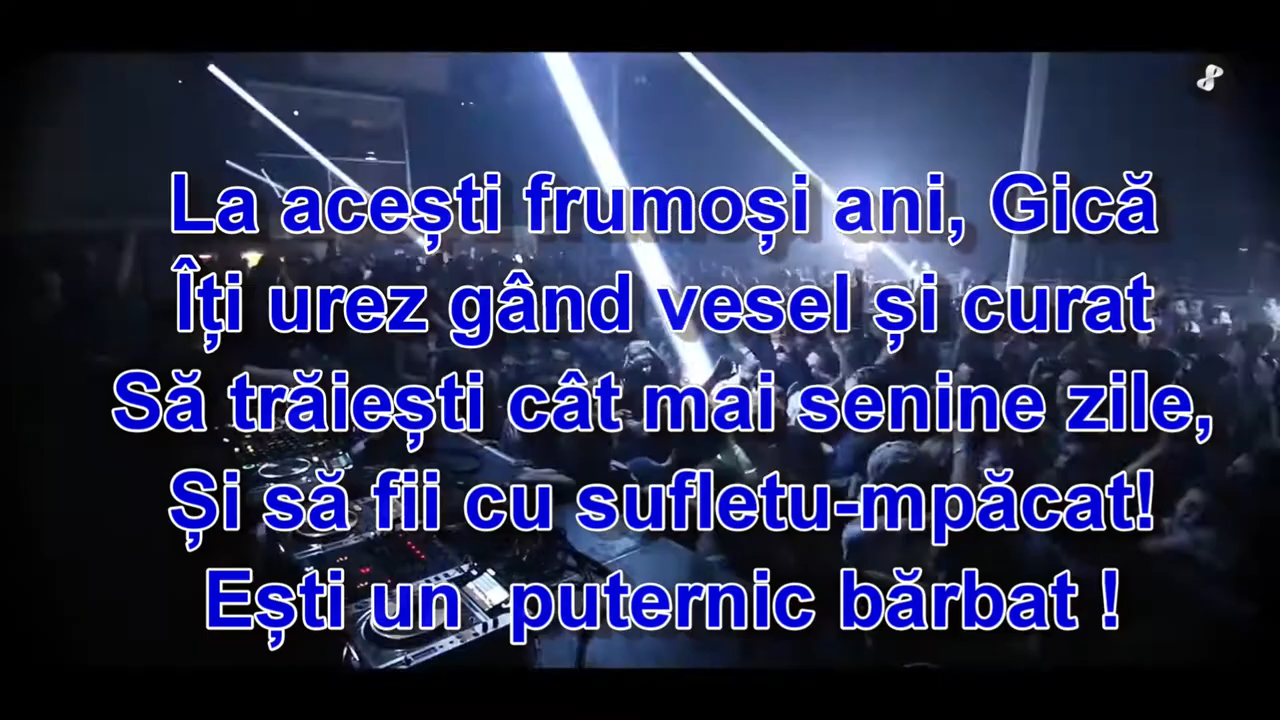 La acești frumoși ani, Gică
Îți urez gând vesel și curat
Să trăiești cât mai senine zile,
Și să fii cu sufletu-mpăcat!
Ești un  puternic bărbat !